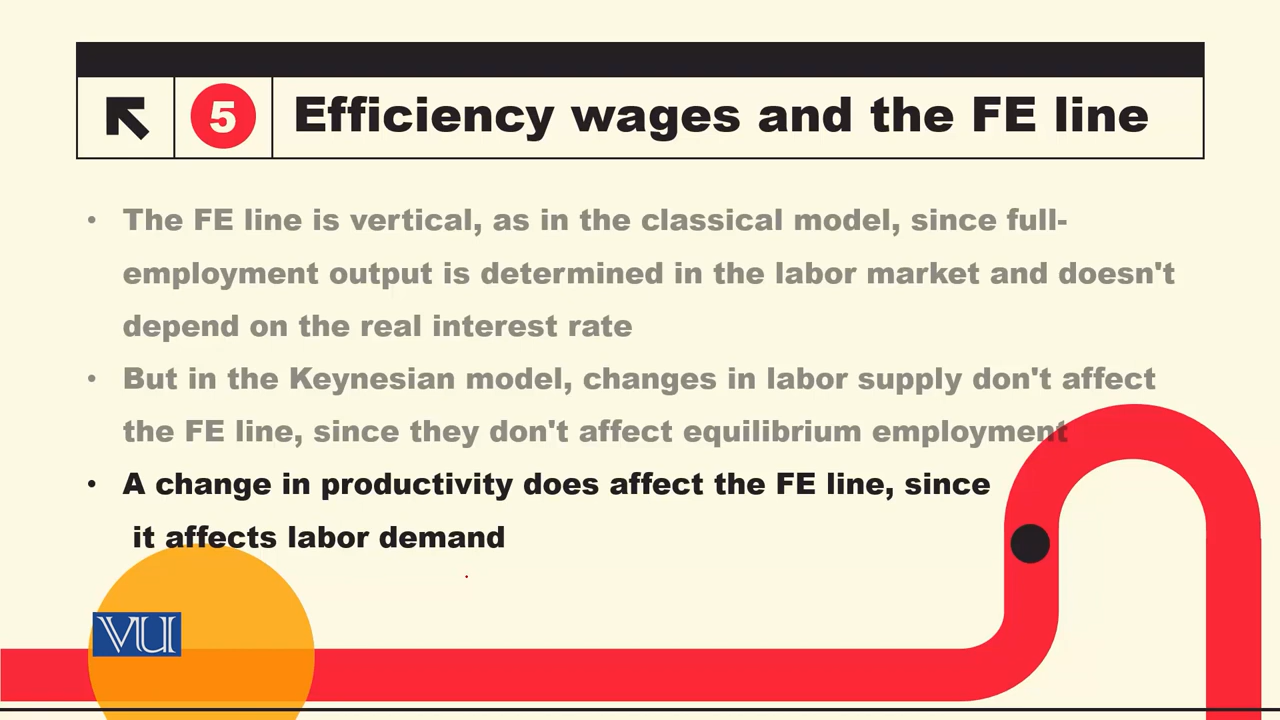 5 Efficiency wages and the FE line
• The FE line is vertical, as in the classical model, since full-
employment output is determined in the labor market and doesn't
depend on the real interest rate
• But in the Keynesian model, changes in labor supply don't affect
the FE line, since they don't affect equilibrium employment
• A change in productivity does affect the FE line, since
it affects labor demand
VU